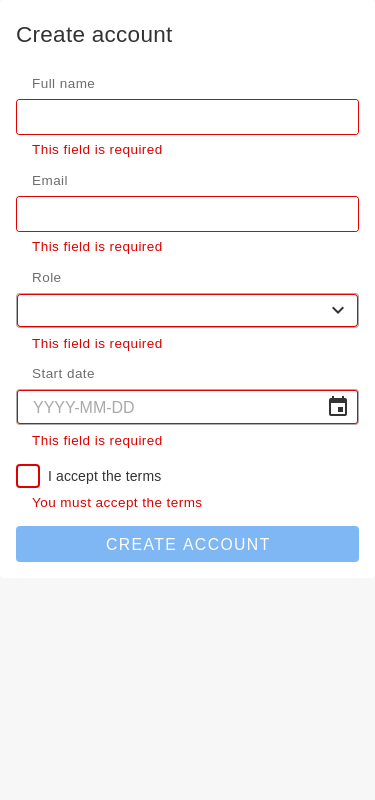 Create account
Full name
This field is required
Email
This field is required
Role
This field is required
Start date
YYYY-MM-DD
This field is required
I accept the terms
You must accept the terms
CREATE ACCOUNT